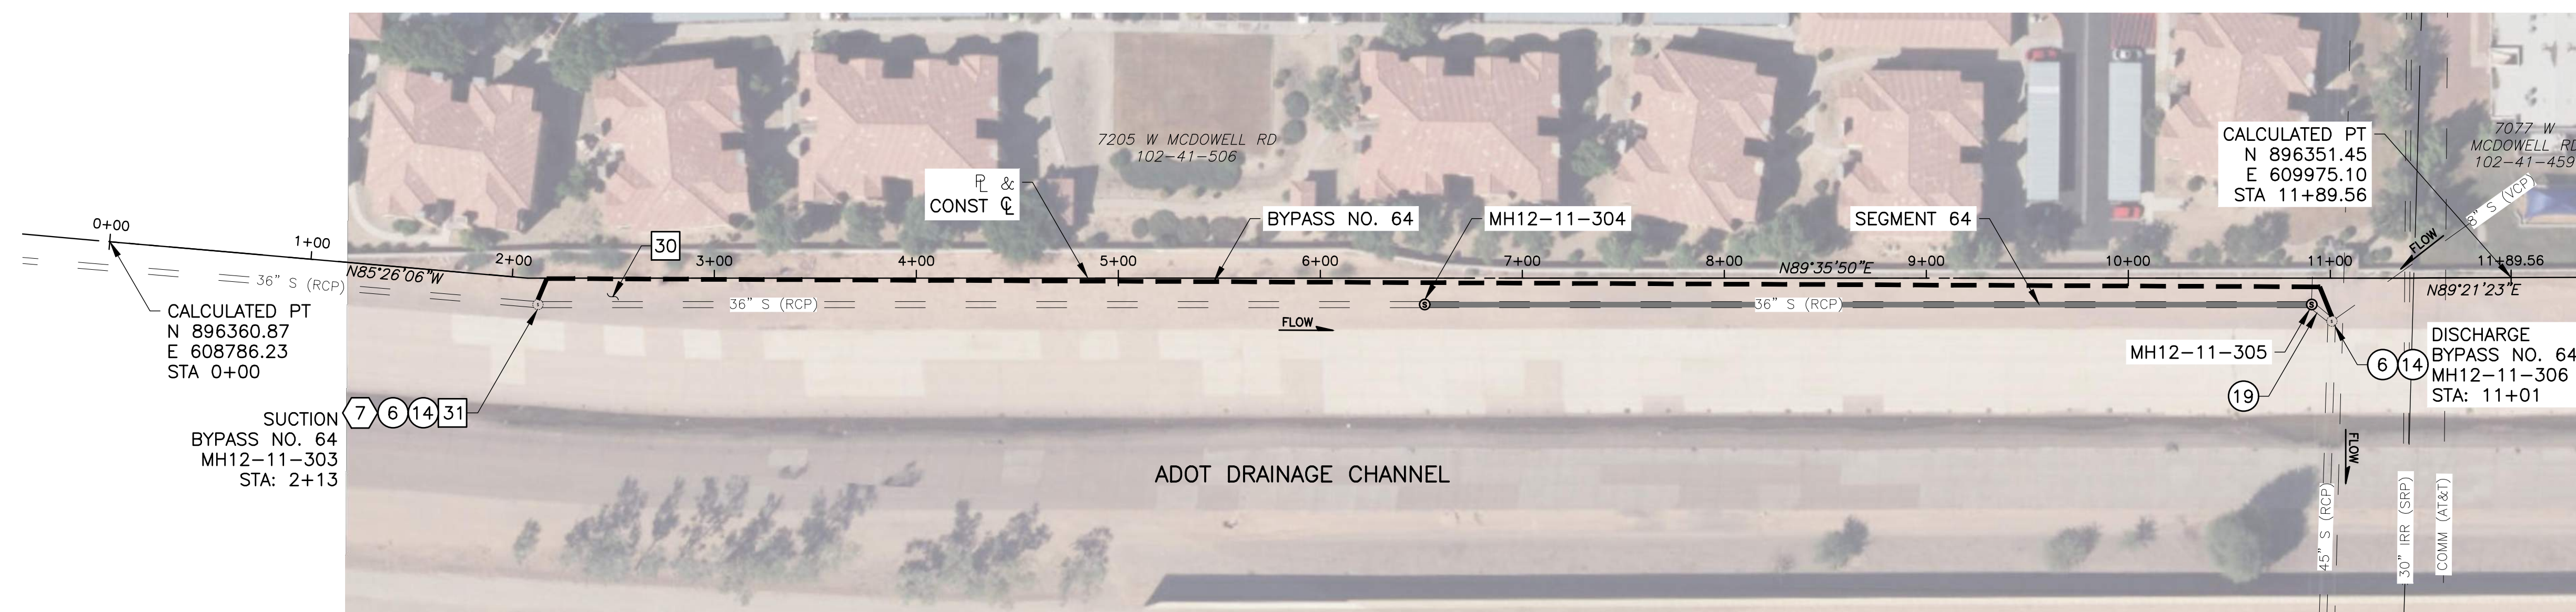 0+00
1+00
2+00
3+00
4+00
5+00
6+00
7+00
8+00
9+00
10+00
11+00
11+89.56
36" S (RCP)
N85°26'06"W
CALCULATED PT
N 896360.87
E 608786.23
STA 0+00
SUCTION
BYPASS NO. 64
MH12-11-303
STA: 2+13
7
6
14
31
30
36" S (RCP)
℄ &
CONST ℄
7205 W MCDOWELL RD
102-41-506
BYPASS NO. 64
MH12-11-304
FLOW
SEGMENT 64
N89°35'50"E
36" S (RCP)
CALCULATED PT
N 896351.45
E 609975.10
STA 11+89.56
7077 W
MCDOWELL RD
102-41-459
8" S (VCP)
FLOW
N89°21'23"E
MH12-11-305
19
6
14
DISCHARGE
BYPASS NO. 64
MH12-11-306
STA: 11+01
FLOW
ADOT DRAINAGE CHANNEL
45" S (RCP)
30" IRR (SRP)
COMM (AT&T)